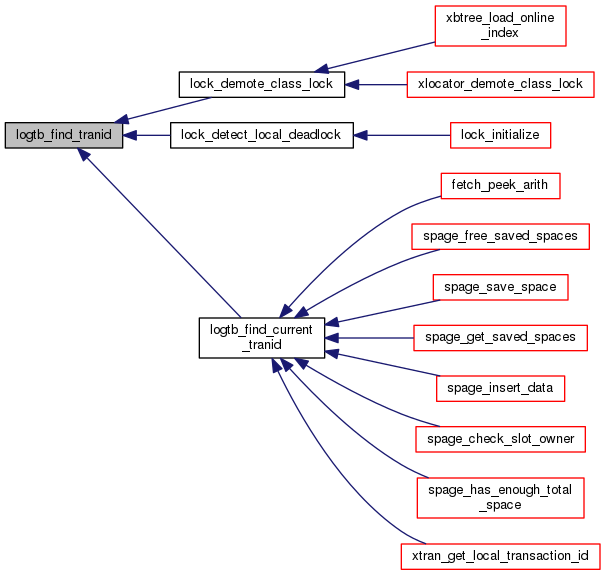 xbtree_load_online
_index
lock_demote_class_lock
xlocator_demote_class_lock
logtb_find_tranid
lock_detect_local_deadlock
lock_initialize
fetch_peek_arith
spage_free_saved_spaces
spage_save_space
logtb_find_current
_tranid
spage_get_saved_spaces
spage_insert_data
spage_check_slot_owner
spage_has_enough_total
_space
xtran_get_local_transaction_id